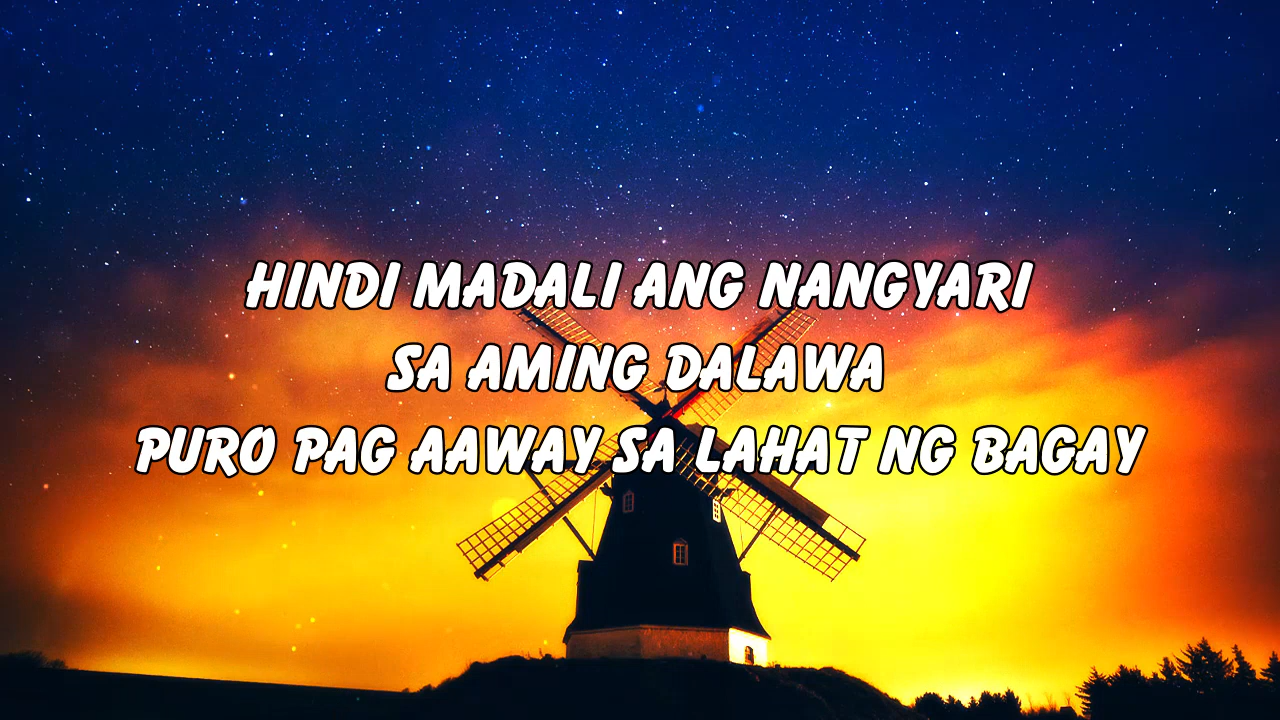 HINDI MADALI ANG NANGYARI
SA AMING DALAWA
PURO PAG AAWAY SA LAHAT NG BAGAY